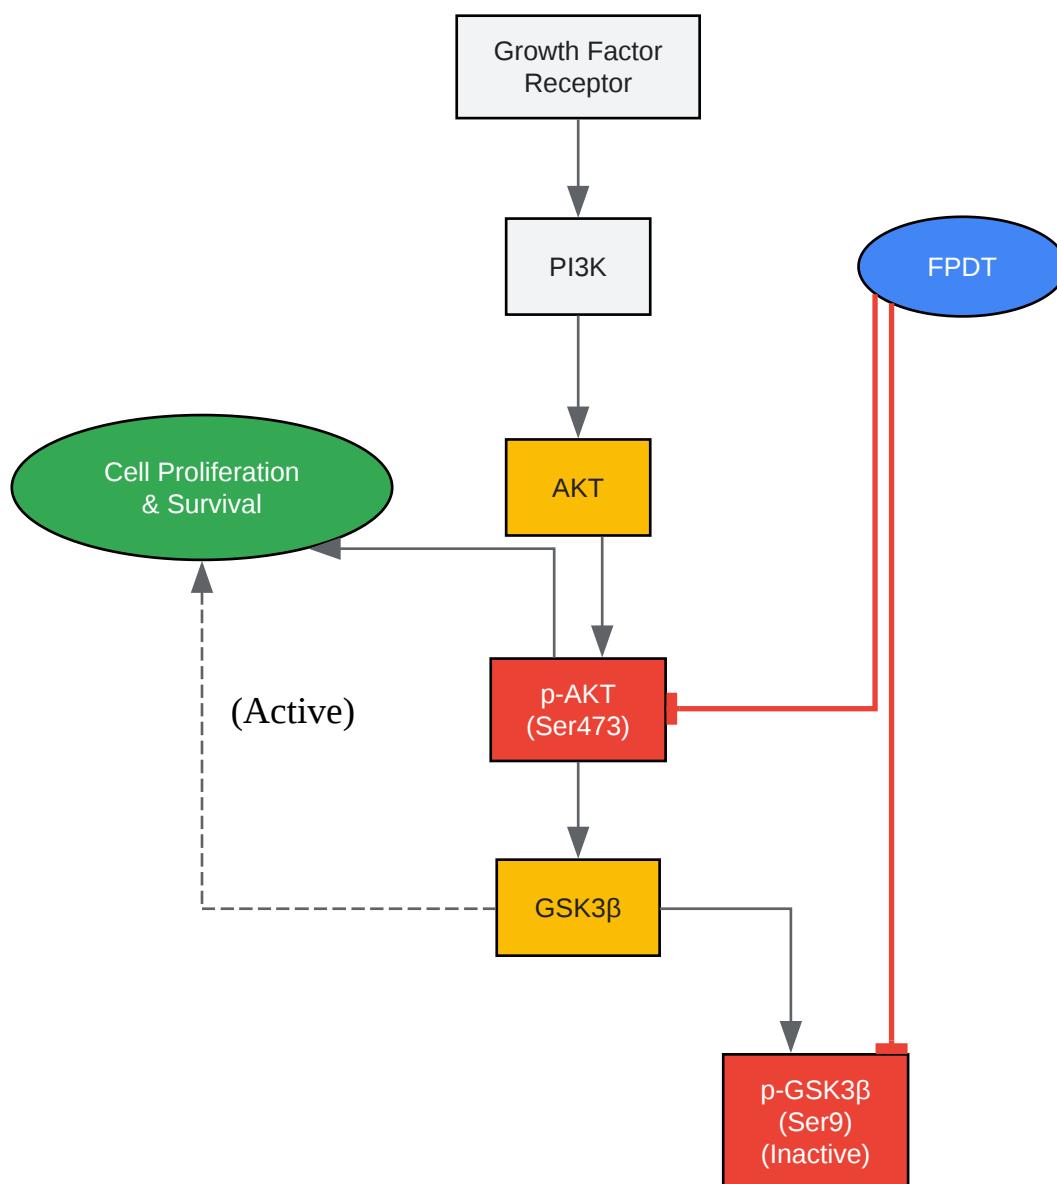 Growth Factor
Receptor
PI3K
FPDT
Cell Proliferation
& Survival
AKT
p-AKT
(Ser473)
(Active)
GSK3β
p-GSK3β
(Ser9)
(Inactive)